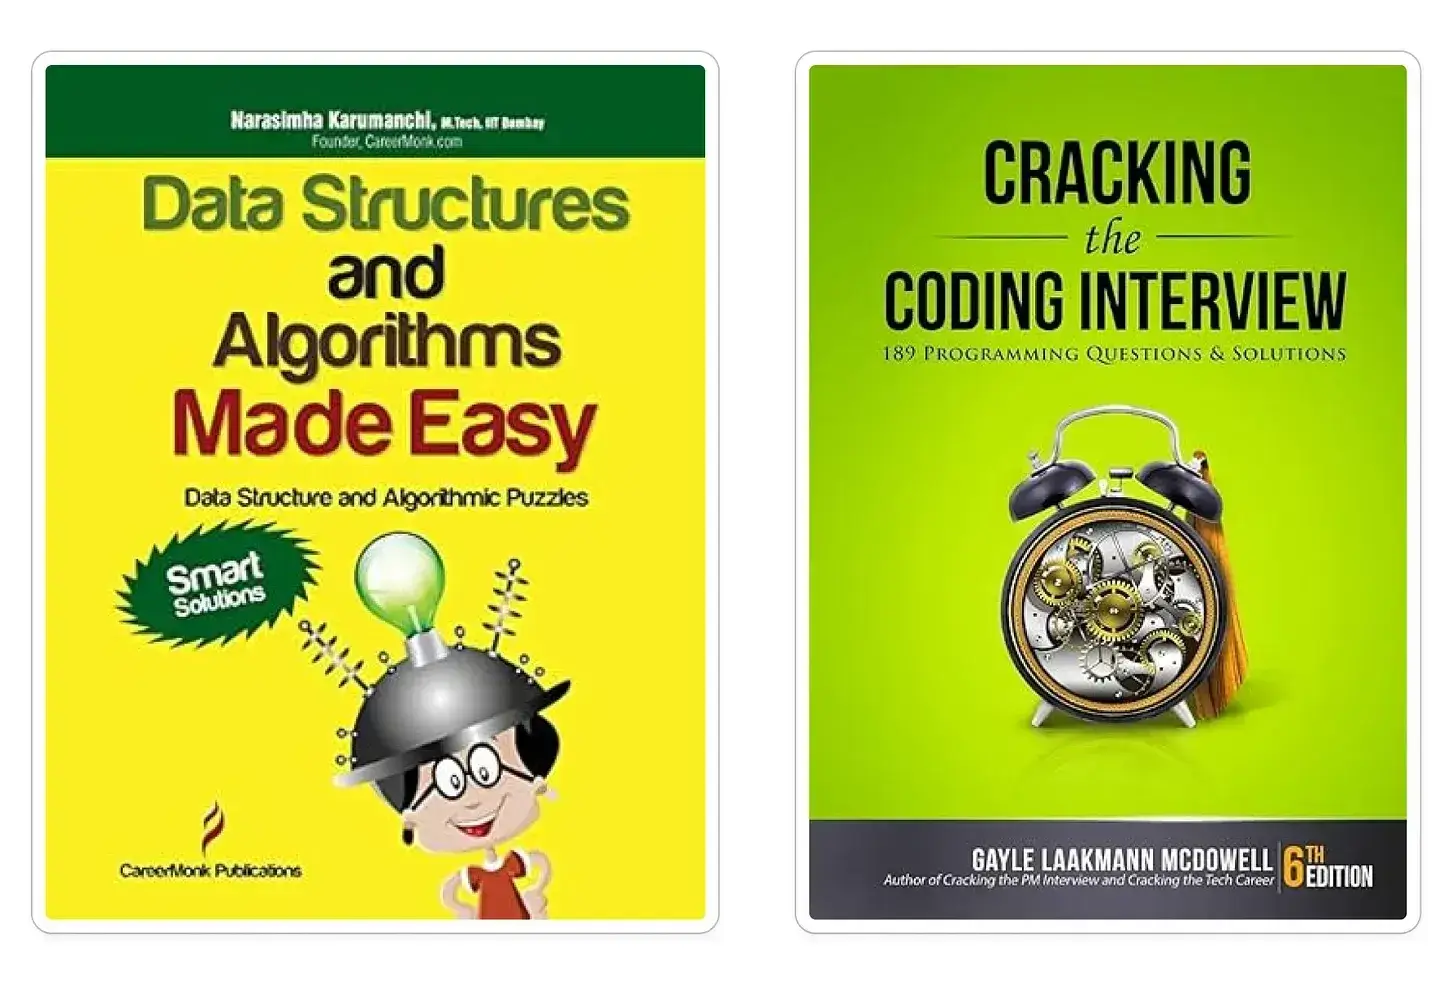 Narasimha Karumanchi, M.Tech, IIT Bombay
Founder, CareerMonk.com
Data Structures
and
Algorithms
Made Easy
Data Structure and Algorithmic Puzzles
Smart
Solutions
CareerMonk Publications
CRACKING
the
CODING INTERVIEW
189 PROGRAMMING QUESTIONS & SOLUTIONS
GAYLE LAAKMANN MCDOWELL
Author of Cracking the PM Interview and Cracking the Tech Career
6TH EDITION